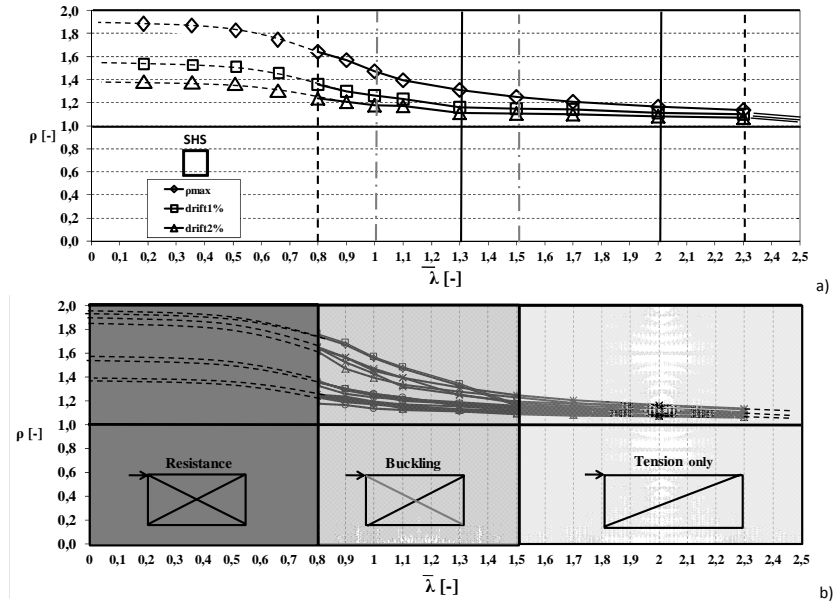 2,0
1,8
1,6
1,4
1,2
1,0
ρ [-]
0,8
0,6
0,4
0,2
0,0
SHS
ρmax
drift1%
drift2%
0 0,1 0,2 0,3 0,4 0,5 0,6 0,7 0,8 0,9 1 1,1 1,2 1,3 1,4 1,5 1,6 1,7 1,8 1,9 2 2,1 2,2 2,3 2,4 2,5
λ̅ [-]
a)
2,0
1,8
1,6
1,4
1,2
1,0
ρ [-]
0,8
0,6
0,4
0,2
0,0
Resistance Buckling Tension only
0 0,1 0,2 0,3 0,4 0,5 0,6 0,7 0,8 0,9 1 1,1 1,2 1,3 1,4 1,5 1,6 1,7 1,8 1,9 2 2,1 2,2 2,3 2,4 2,5
λ̅ [-]
b)